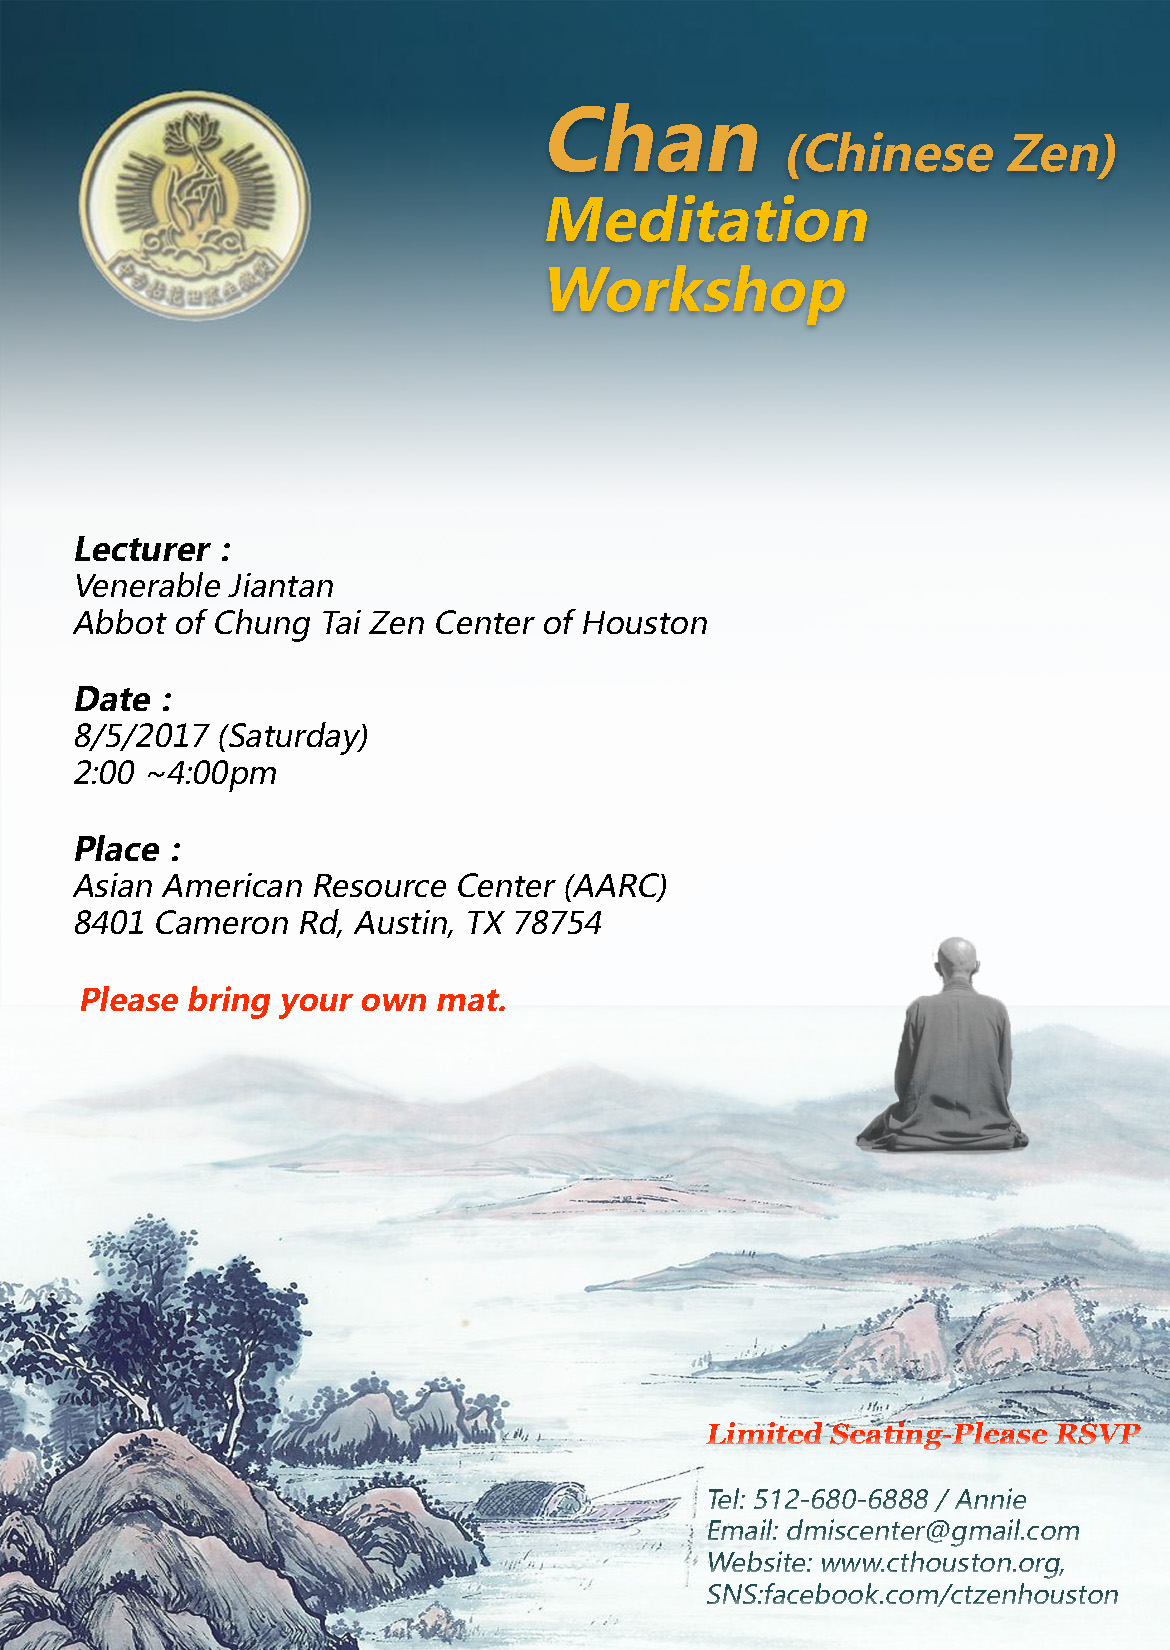 Chan (Chinese Zen)
Meditation
Workshop
Lecturer :
Venerable Jiantan
Abbot of Chung Tai Zen Center of Houston
Date :
8/5/2017 (Saturday)
2:00 ~4:00pm
Place :
Asian American Resource Center (AARC)
8401 Cameron Rd, Austin, TX 78754
Please bring your own mat.
Limited Seating-Please RSVP
Tel: 512-680-6888 / Annie
Email: dmiscenter@gmail.com
Website: www.cthouston.org,
SNS:facebook.com/ctzenhouston